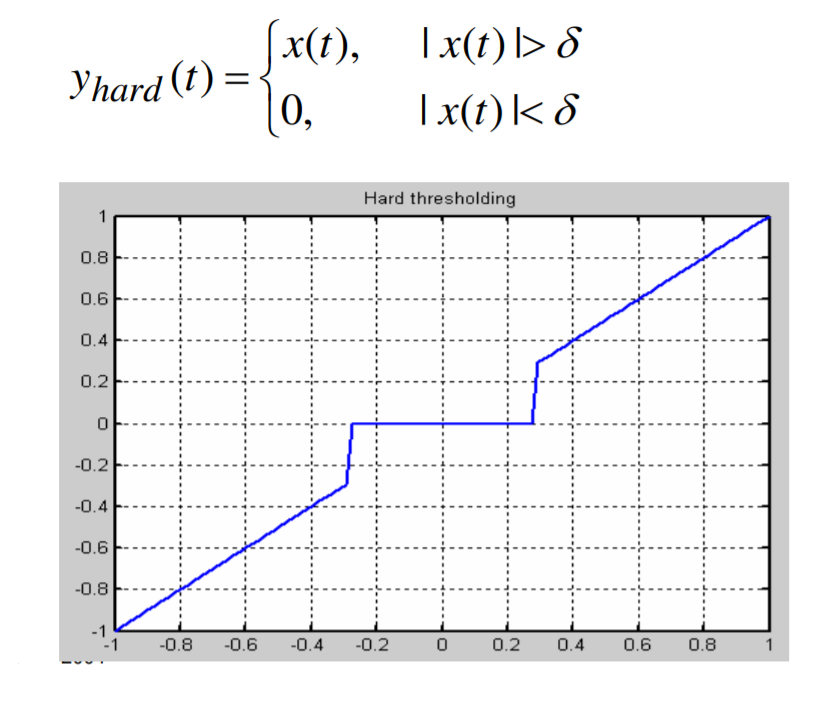 y_hard(t) = { x(t), | x(t) |> δ
0, | x(t) |< δ
Hard thresholding
1
0.8
0.6
0.4
0.2
0
-0.2
-0.4
-0.6
-0.8
-1
-1 -0.8 -0.6 -0.4 -0.2 0 0.2 0.4 0.6 0.8 1